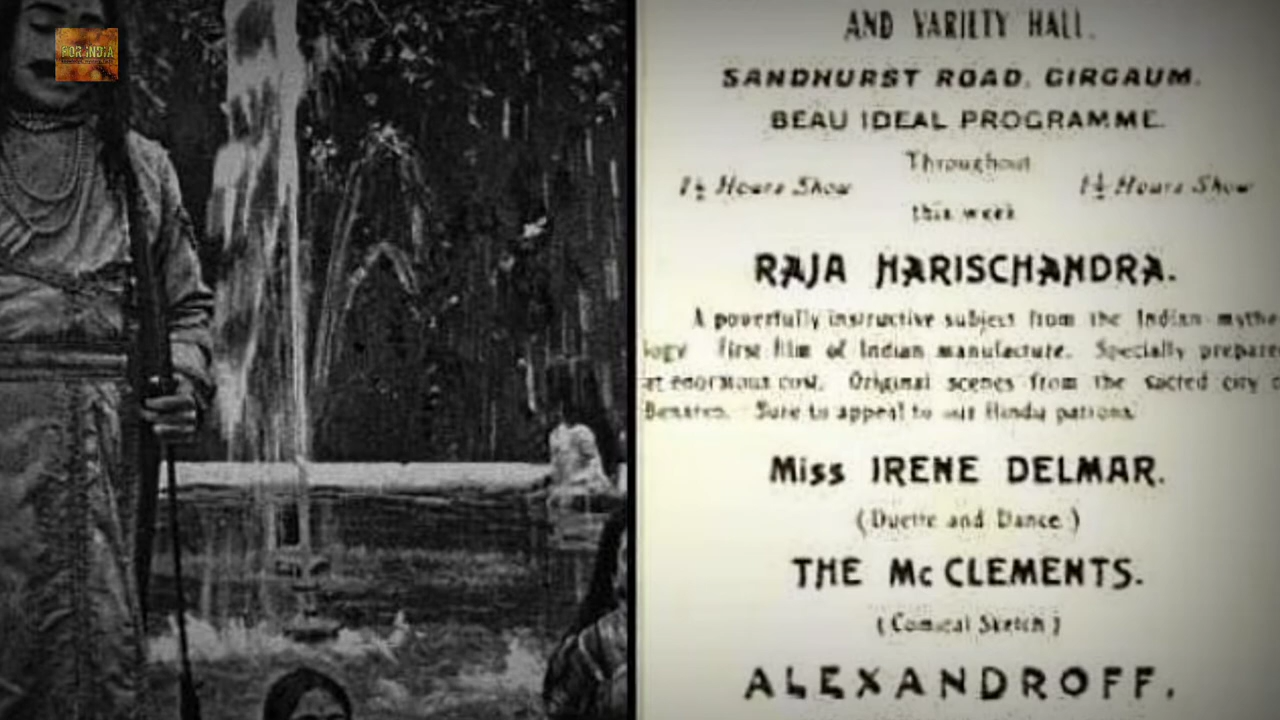 HOR INDIA
AND VARIETY HALL.
SANDHURST ROAD, GIRGAUM.
BEAU IDEAL PROGRAMME.
Throughout
1½ Hours Show 1½ Hours Show
this week
RAJA HARISCHANDRA.
A powerfully instructive subject from the Indian mytho
logy First film of Indian manufacture. Specially prepare
at enormous cost. Original scenes from the sacred city o
Benares. Sure to appeal to our Hindu patrons
Miss IRENE DELMAR.
(Duette and Dance)
THE McCLEMENTS.
(Comical Sketch)
ALEXANDROFF.